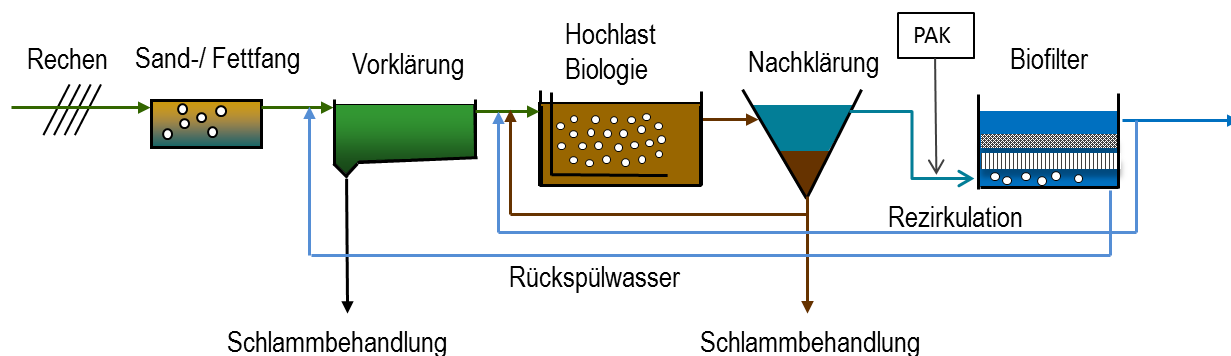 Rechen
Sand-/ Fettfang
Vorklärung
Hochlast
Biologie
Nachklärung
PAK
Biofilter
Rezirkulation
Rückspülwasser
Schlammbehandlung
Schlammbehandlung